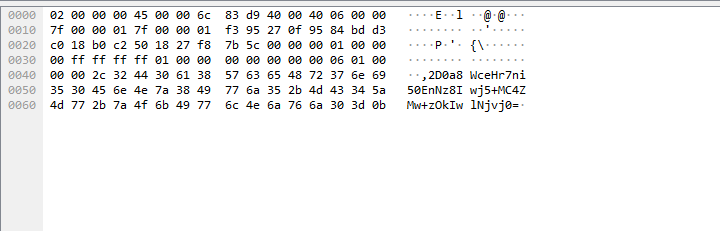 0000 02 00 00 00 45 00 00 6c 83 d9 40 00 40 06 00 00 ····E··l ··@·@···
0010 7f 00 00 01 7f 00 00 01 f3 95 27 0f 95 84 bd d3 ········ ··'·····
0020 c0 18 b0 c2 50 18 27 f8 7b 5c 00 00 00 01 00 00 ····P·'· {\······
0030 00 ff ff ff ff 01 00 00 00 00 00 00 00 06 01 00 ········ ········
0040 00 00 2c 32 44 30 61 38 57 63 65 48 72 37 6e 69 ··,2D0a8 WceHr7ni
0050 35 30 45 6e 4e 7a 38 49 77 6a 35 2b 4d 43 34 5a 50EnNz8I wj5+MC4Z
0060 4d 77 2b 7a 4f 6b 49 77 6c 4e 6a 76 6a 30 3d 0b Mw+zOkIw lNjvj0=·